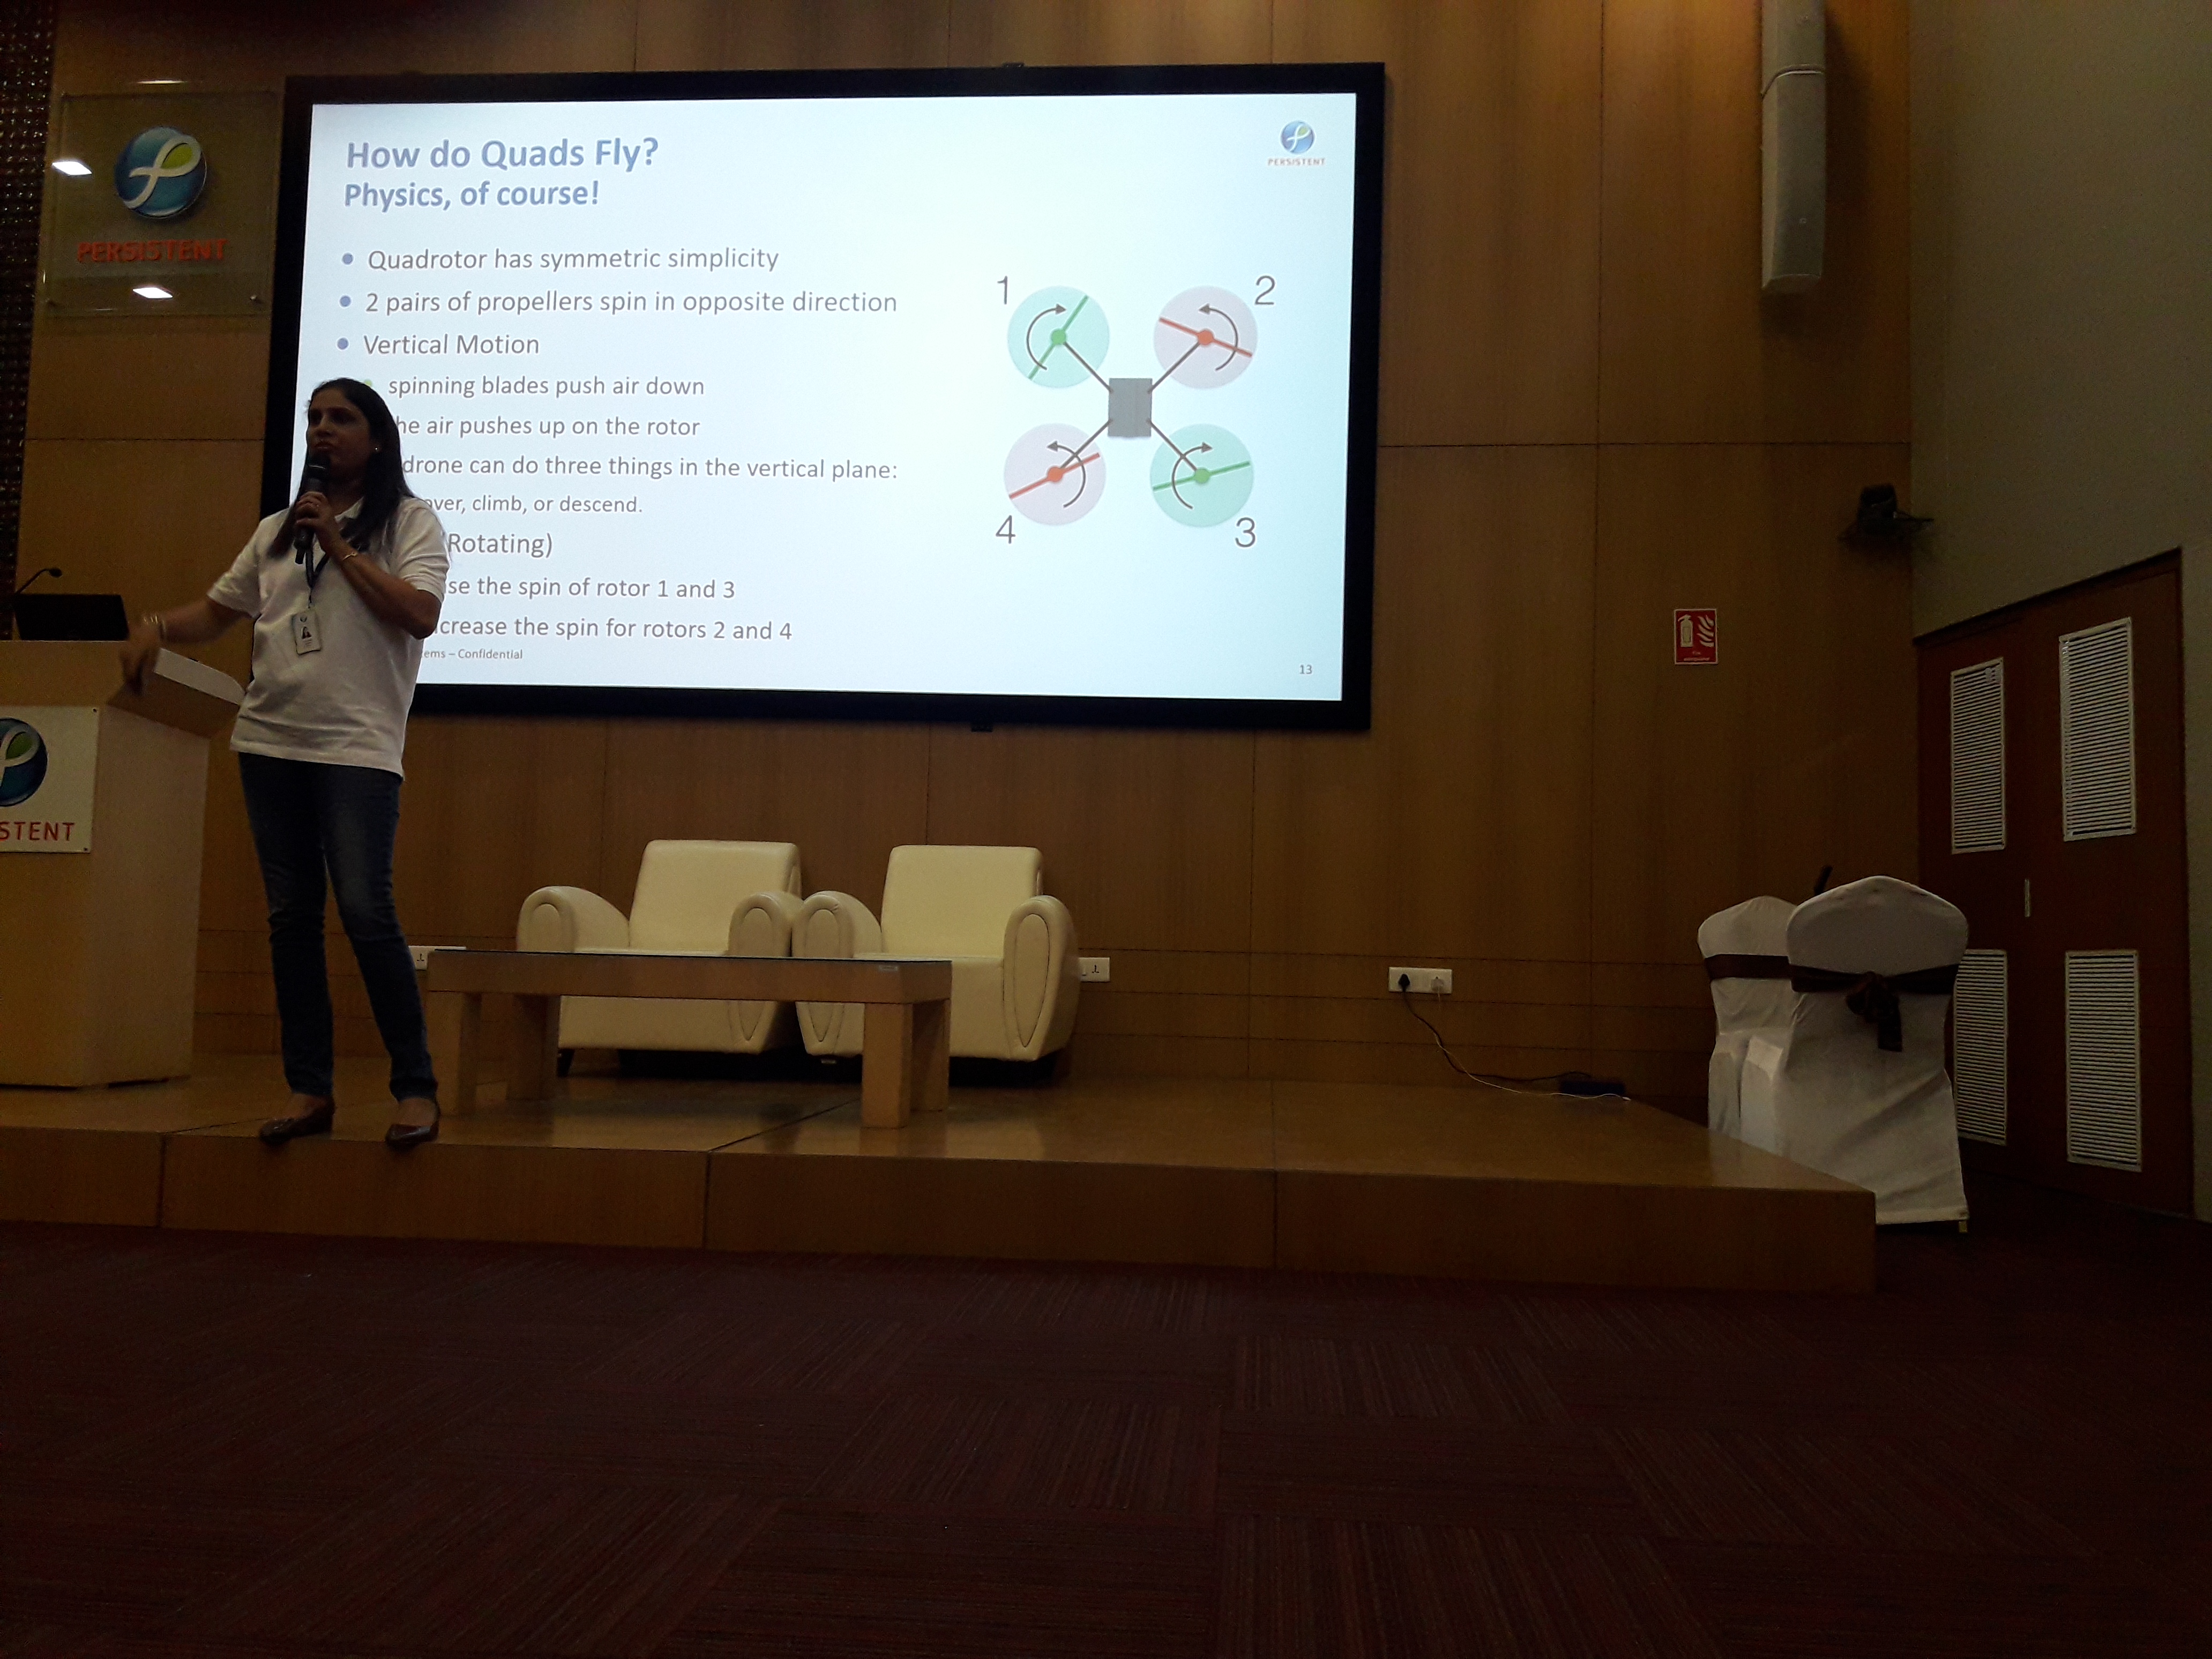 PERSISTENT
How do Quads Fly?
Physics, of course!
PERSISTENT
Quadrotor has symmetric simplicity
2 pairs of propellers spin in opposite direction
Vertical Motion
spinning blades push air down
he air pushes up on the rotor
drone can do three things in the vertical plane:
over, climb, or descend.
(Rotating)
se the spin of rotor 1 and 3
crease the spin for rotors 2 and 4
tems – Confidential
13
1
2
4
3
STENT